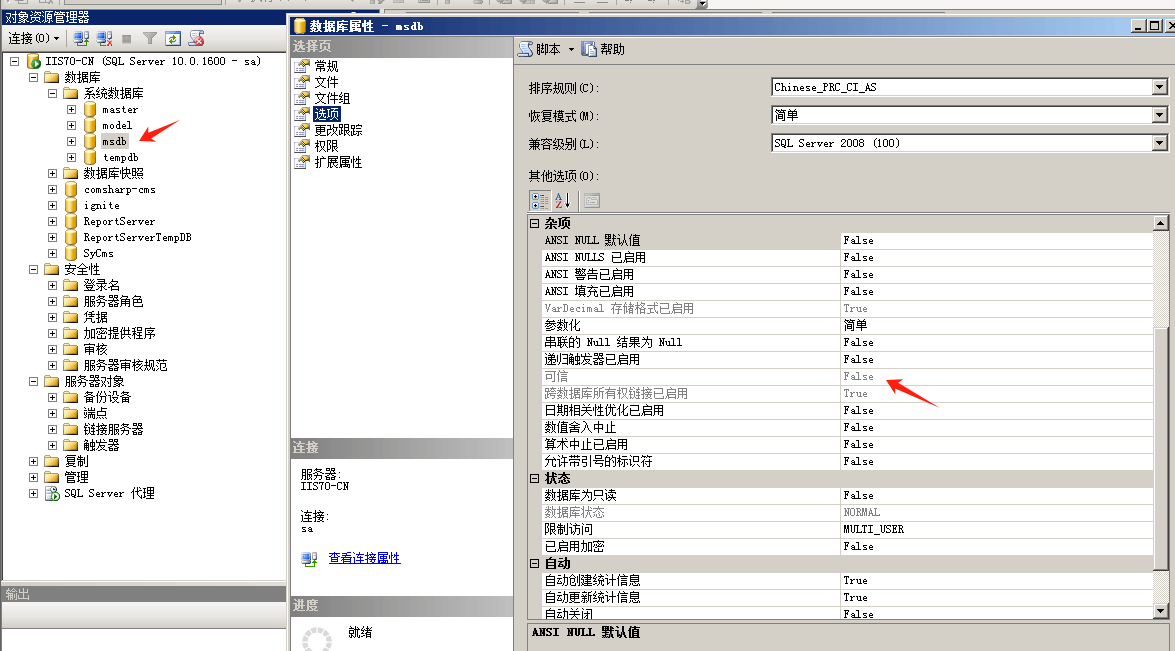 对象资源管理器
连接(O)
IIS70-CN (SQL Server 10.0.1600 - sa)
数据库
系统数据库
master
model
msdb
tempdb
数据库快照
comsharp-cms
ignite
ReportServer
ReportServerTempDB
SyCms
安全性
登录名
服务器角色
凭据
加密提供程序
审核
服务器审核规范
服务器对象
备份设备
端点
链接服务器
触发器
复制
管理
SQL Server 代理
输出
数据库属性 - msdb
选择页
常规
文件
文件组
选项
更改跟踪
权限
扩展属性
连接
服务器:
IIS70-CN
连接:
sa
查看连接属性
进度
就绪
脚本
帮助
排序规则(C): Chinese_PRC_CI_AS
恢复模式(M): 简单
兼容级别(L): SQL Server 2008 (100)
其他选项(O):
杂项
ANSI NULL 默认值 False
ANSI NULLS 已启用 False
ANSI 警告已启用 False
ANSI 填充已启用 False
VarDecimal 存储格式已启用 True
参数化 简单
串联的 Null 结果为 Null False
递归触发器已启用 False
可信 False
跨数据库所有权链接已启用 True
日期相关性优化已启用 False
数值舍入中止 False
算术中止已启用 False
允许带引号的标识符 False
状态
数据库为只读 False
数据库状态 NORMAL
限制访问 MULTI_USER
已启用加密 False
自动
自动创建统计信息 True
自动更新统计信息 True
自动关闭 False
ANSI NULL 默认值